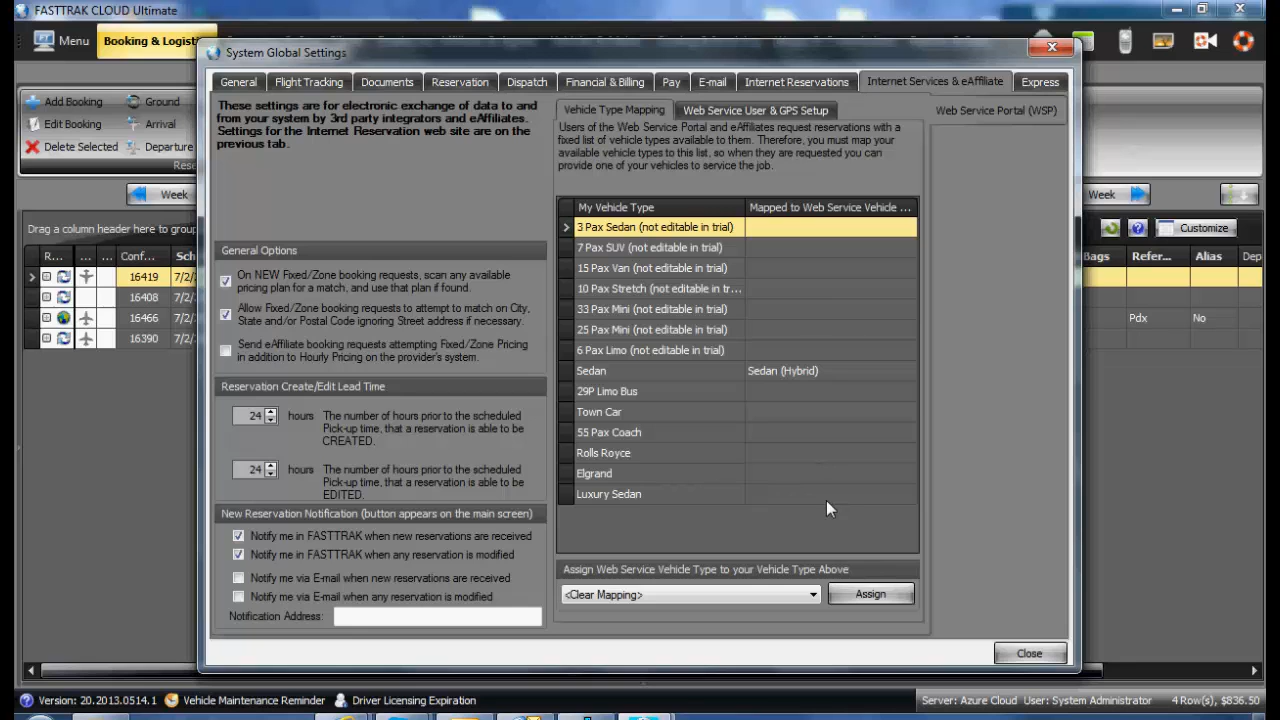 FASTTRAK CLOUD Ultimate
Menu
Booking & Logisti
System Global Settings
General
Flight Tracking
Documents
Reservation
Dispatch
Financial & Billing
Pay
E-mail
Internet Reservations
Internet Services & eAffiliate
Express
Add Booking
Ground
Edit Booking
Arrival
Delete Selected
Departure
Rese
Week
Drag a column header here to group
R...
...
...
Conf...
Sch
16419
7/2/
16408
7/2/
16466
7/2/
16390
7/2/
These settings are for electronic exchange of data to and
from your system by 3rd party integrators and eAffiliates.
Settings for the Internet Reservation web site are on the
previous tab.
General Options
On NEW Fixed/Zone booking requests, scan any available
pricing plan for a match, and use that plan if found.
Allow Fixed/Zone booking requests to attempt to match on City,
State and/or Postal Code ignoring Street address if necessary.
Send eAffiliate booking requests attempting Fixed/Zone Pricing
in addition to Hourly Pricing on the provider's system.
Reservation Create/Edit Lead Time
24
hours
The number of hours prior to the scheduled
Pick-up time, that a reservation is able to be
CREATED.
24
hours
The number of hours prior to the scheduled
Pick-up time, that a reservation is able to be
EDITED.
New Reservation Notification (button appears on the main screen)
Notify me in FASTTRAK when new reservations are received
Notify me in FASTTRAK when any reservation is modified
Notify me via E-mail when new reservations are received
Notify me via E-mail when any reservation is modified
Notification Address:
Vehicle Type Mapping
Web Service User & GPS Setup
Web Service Portal (WSP)
Users of the Web Service Portal and eAffiliates request reservations with a
fixed list of vehicle types available to them. Therefore, you must map your
available vehicle types to this list, so when they are requested you can
provide one of your vehicles to service the job.
My Vehicle Type
Mapped to Web Service Vehicle ...
3 Pax Sedan (not editable in trial)
7 Pax SUV (not editable in trial)
15 Pax Van (not editable in trial)
10 Pax Stretch (not editable in tr...
33 Pax Mini (not editable in trial)
25 Pax Mini (not editable in trial)
6 Pax Limo (not editable in trial)
Sedan
Sedan (Hybrid)
29P Limo Bus
Town Car
55 Pax Coach
Rolls Royce
Elgrand
Luxury Sedan
Assign Web Service Vehicle Type to your Vehicle Type Above
<Clear Mapping>
Assign
Close
Week
Customize
Bags
Refer...
Alias
Dep
Pdx
No
Version: 20.2013.0514.1
Vehicle Maintenance Reminder
Driver Licensing Expiration
Server: Azure Cloud User: System Administrator
4 Row(s), $836.50